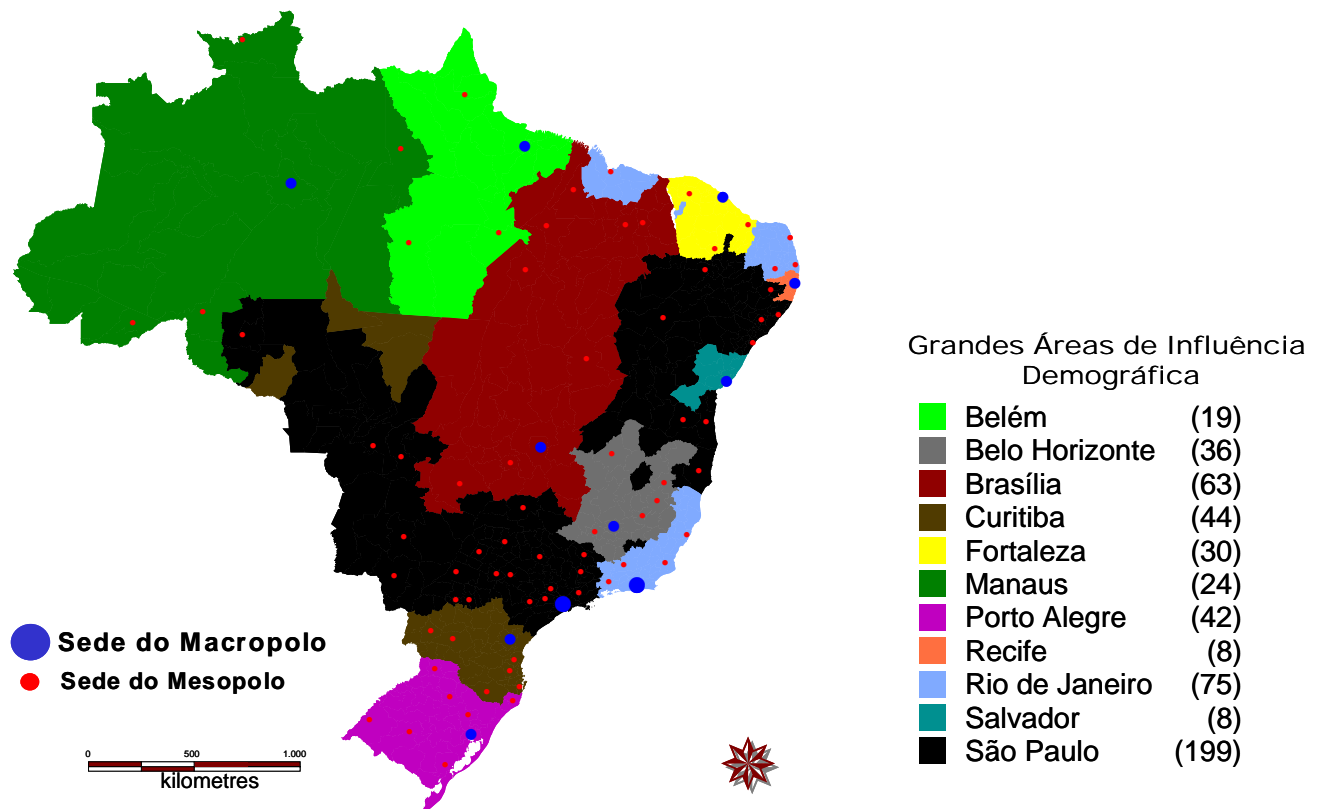 Grandes Áreas de Influência
Demográfica
Belém (19)
Belo Horizonte (36)
Brasília (63)
Curitiba (44)
Fortaleza (30)
Manaus (24)
Porto Alegre (42)
Recife (8)
Rio de Janeiro (75)
Salvador (8)
São Paulo (199)
Sede do Macropolo
Sede do Mesopolo
0 500 1.000
kilometres